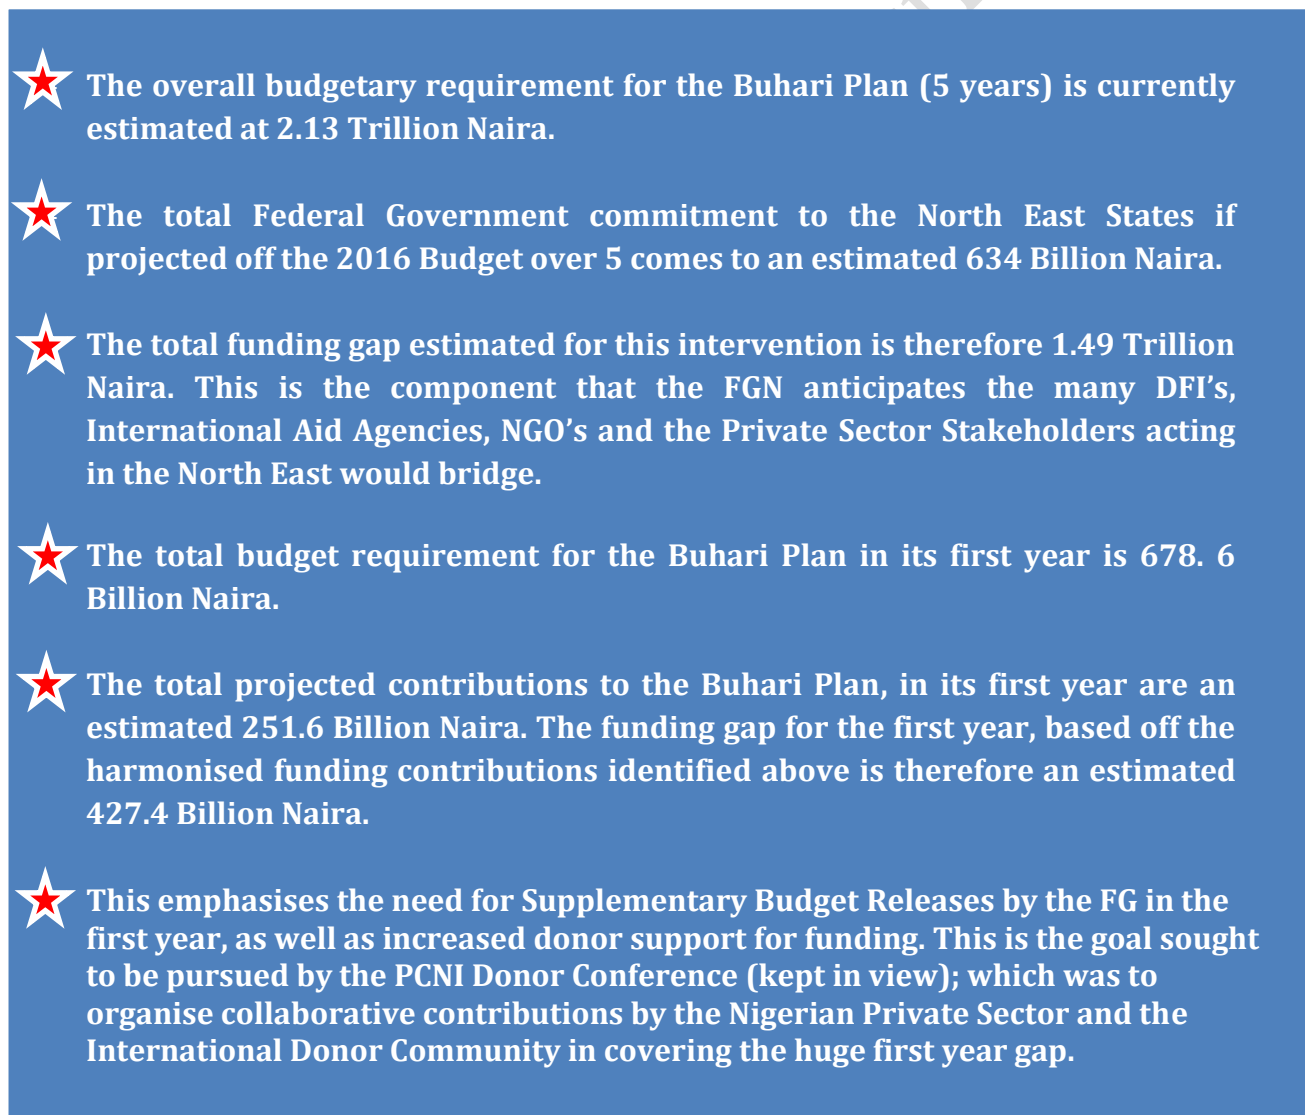 The overall budgetary requirement for the Buhari Plan (5 years) is currently
estimated at 2.13 Trillion Naira.
The total Federal Government commitment to the North East States if
projected off the 2016 Budget over 5 comes to an estimated 634 Billion Naira.
The total funding gap estimated for this intervention is therefore 1.49 Trillion
Naira. This is the component that the FGN anticipates the many DFI’s,
International Aid Agencies, NGO’s and the Private Sector Stakeholders acting
in the North East would bridge.
The total budget requirement for the Buhari Plan in its first year is 678. 6
Billion Naira.
The total projected contributions to the Buhari Plan, in its first year are an
estimated 251.6 Billion Naira. The funding gap for the first year, based off the
harmonised funding contributions identified above is therefore an estimated
427.4 Billion Naira.
This emphasises the need for Supplementary Budget Releases by the FG in the
first year, as well as increased donor support for funding. This is the goal sought
to be pursued by the PCNI Donor Conference (kept in view); which was to
organise collaborative contributions by the Nigerian Private Sector and the
International Donor Community in covering the huge first year gap.